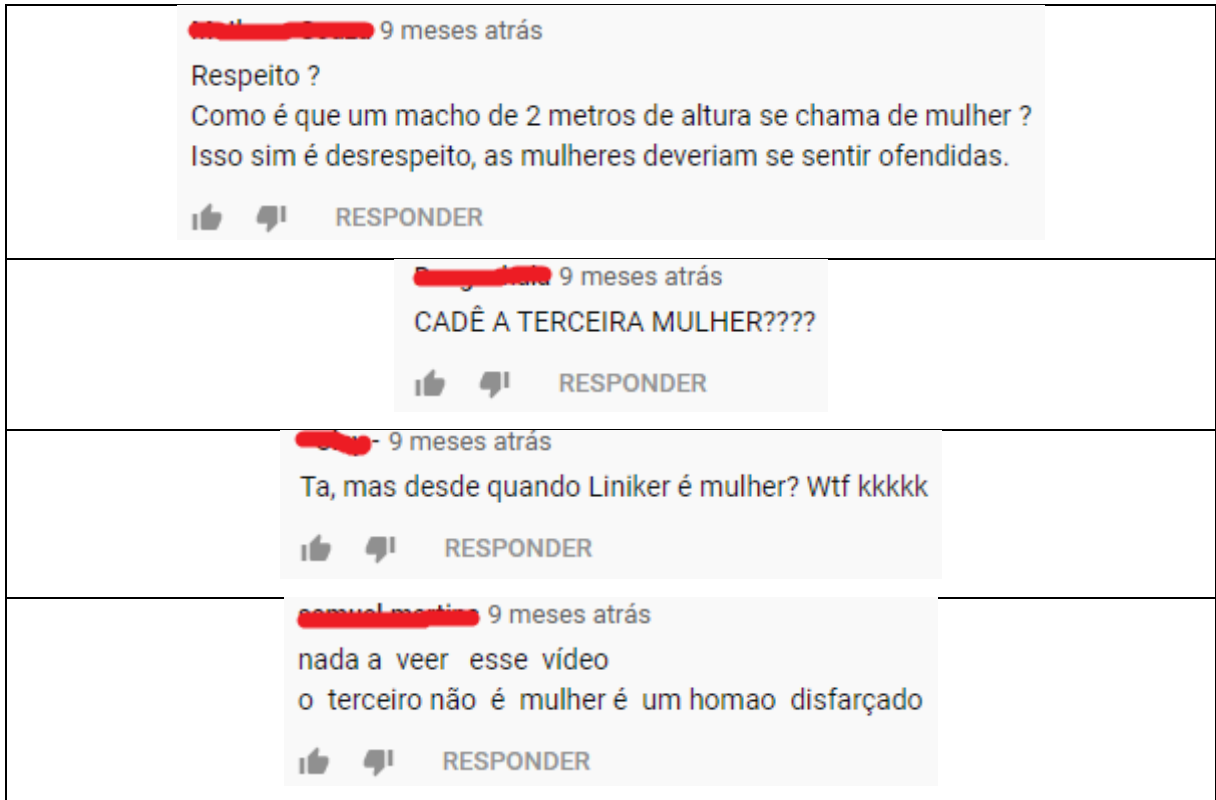 9 meses atrás
Respeito ?
Como é que um macho de 2 metros de altura se chama de mulher ?
Isso sim é desrespeito, as mulheres deveriam se sentir ofendidas.
RESPONDER
9 meses atrás
CADÊ A TERCEIRA MULHER????
RESPONDER
- 9 meses atrás
Ta, mas desde quando Liniker é mulher? Wtf kkkkk
RESPONDER
9 meses atrás
nada a veer esse vídeo
o terceiro não é mulher é um homao disfarçado
RESPONDER